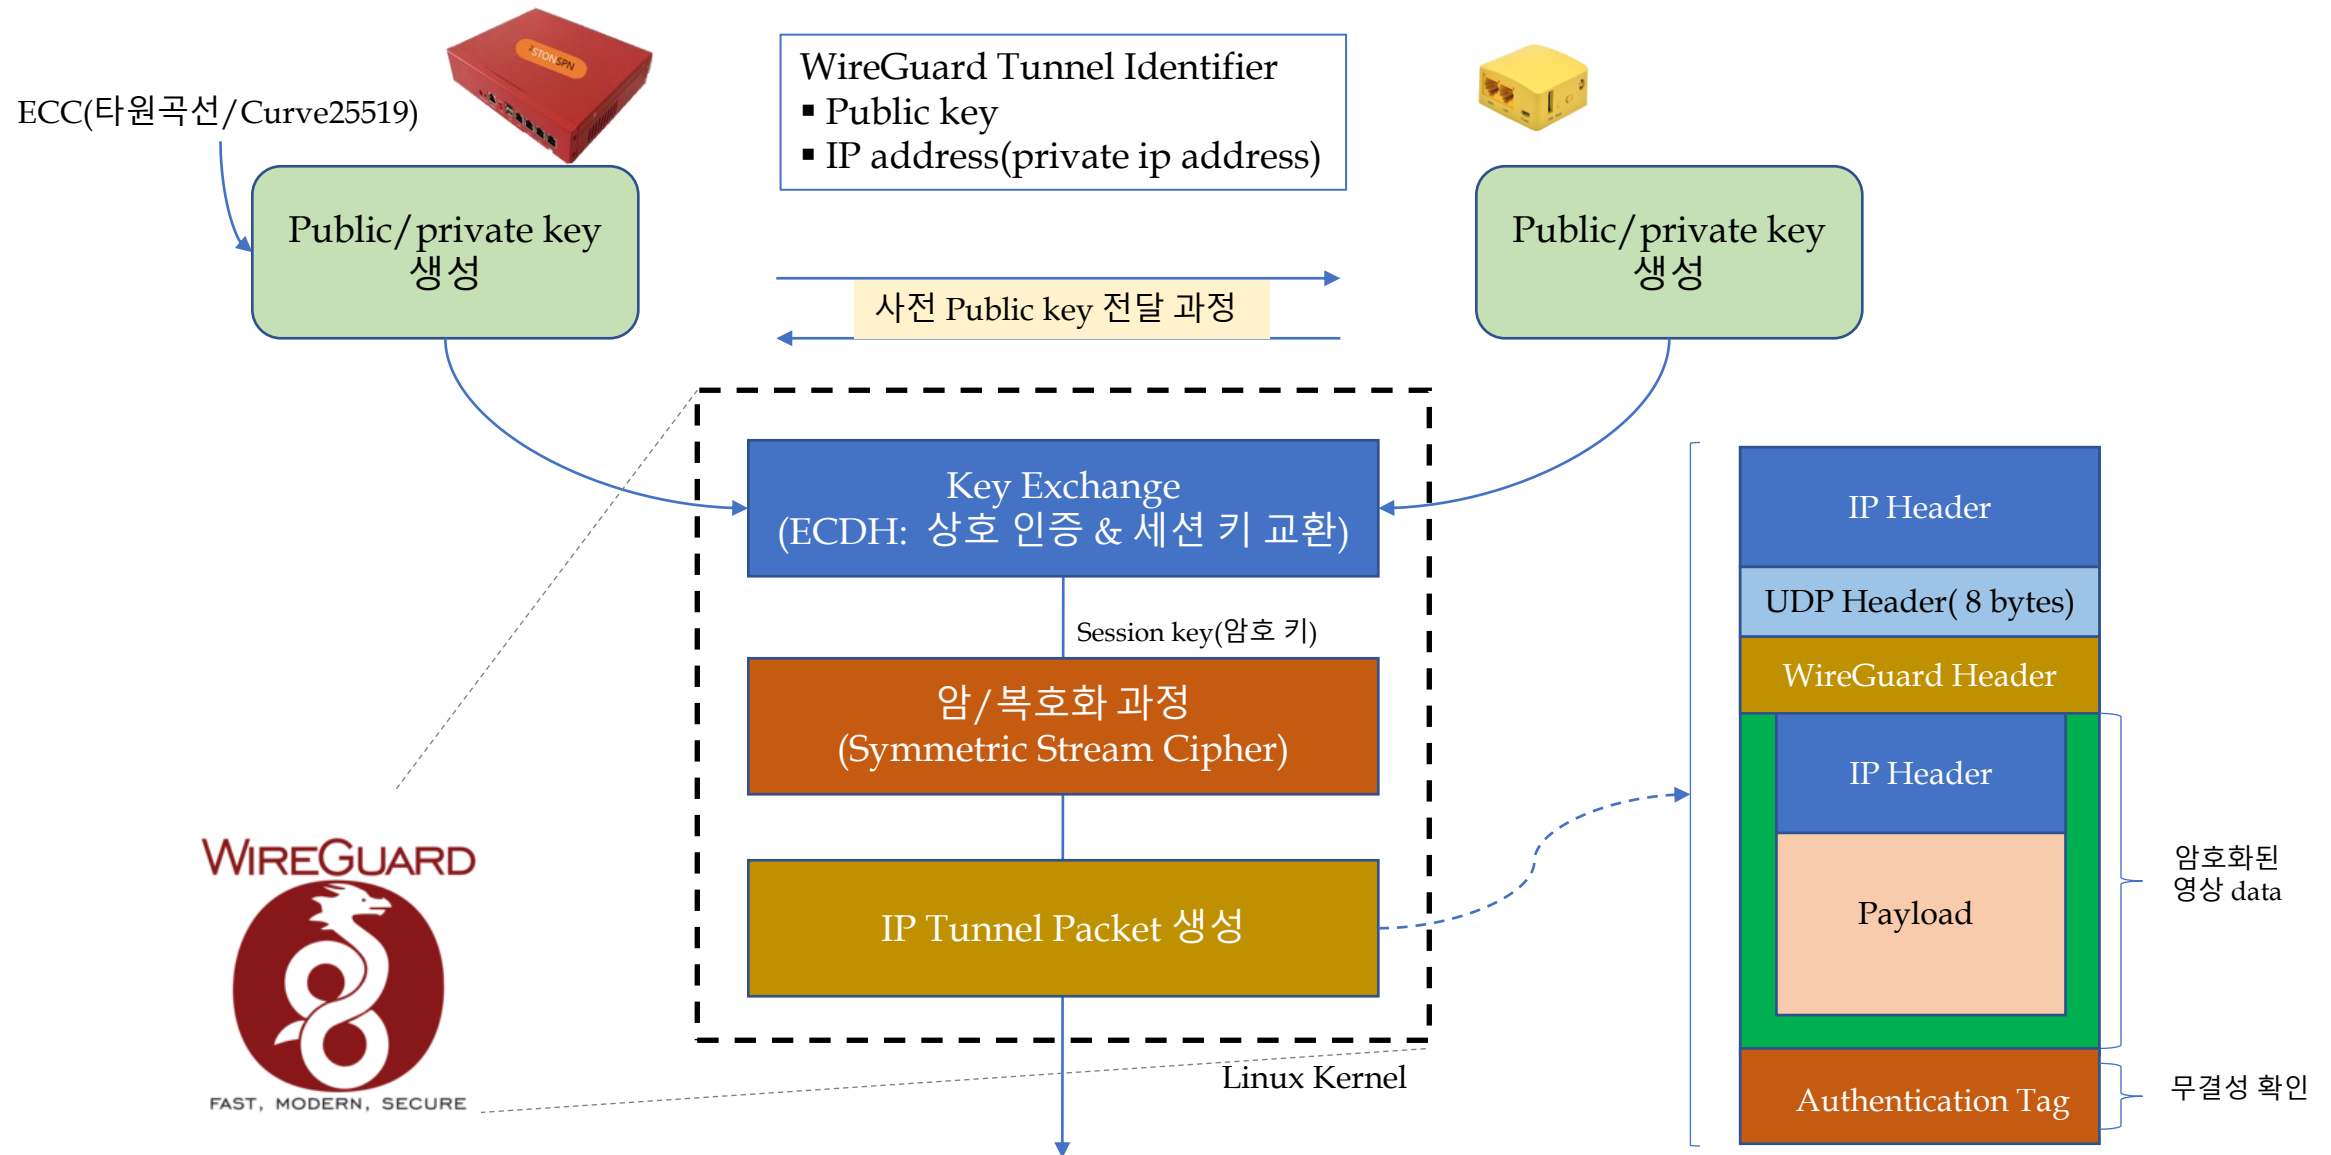 STONSPN
ECC(타원곡선/Curve25519)
WireGuard Tunnel Identifier
▪ Public key
▪ IP address(private ip address)
Public/private key
생성
Public/private key
생성
사전 Public key 전달 과정
Key Exchange
(ECDH: 상호 인증 & 세션 키 교환)
Session key(암호 키)
암/복호화 과정
(Symmetric Stream Cipher)
IP Tunnel Packet 생성
Linux Kernel
WIREGUARD
FAST, MODERN, SECURE
IP Header
UDP Header( 8 bytes)
WireGuard Header
IP Header
Payload
암호화된
영상 data
Authentication Tag
무결성 확인